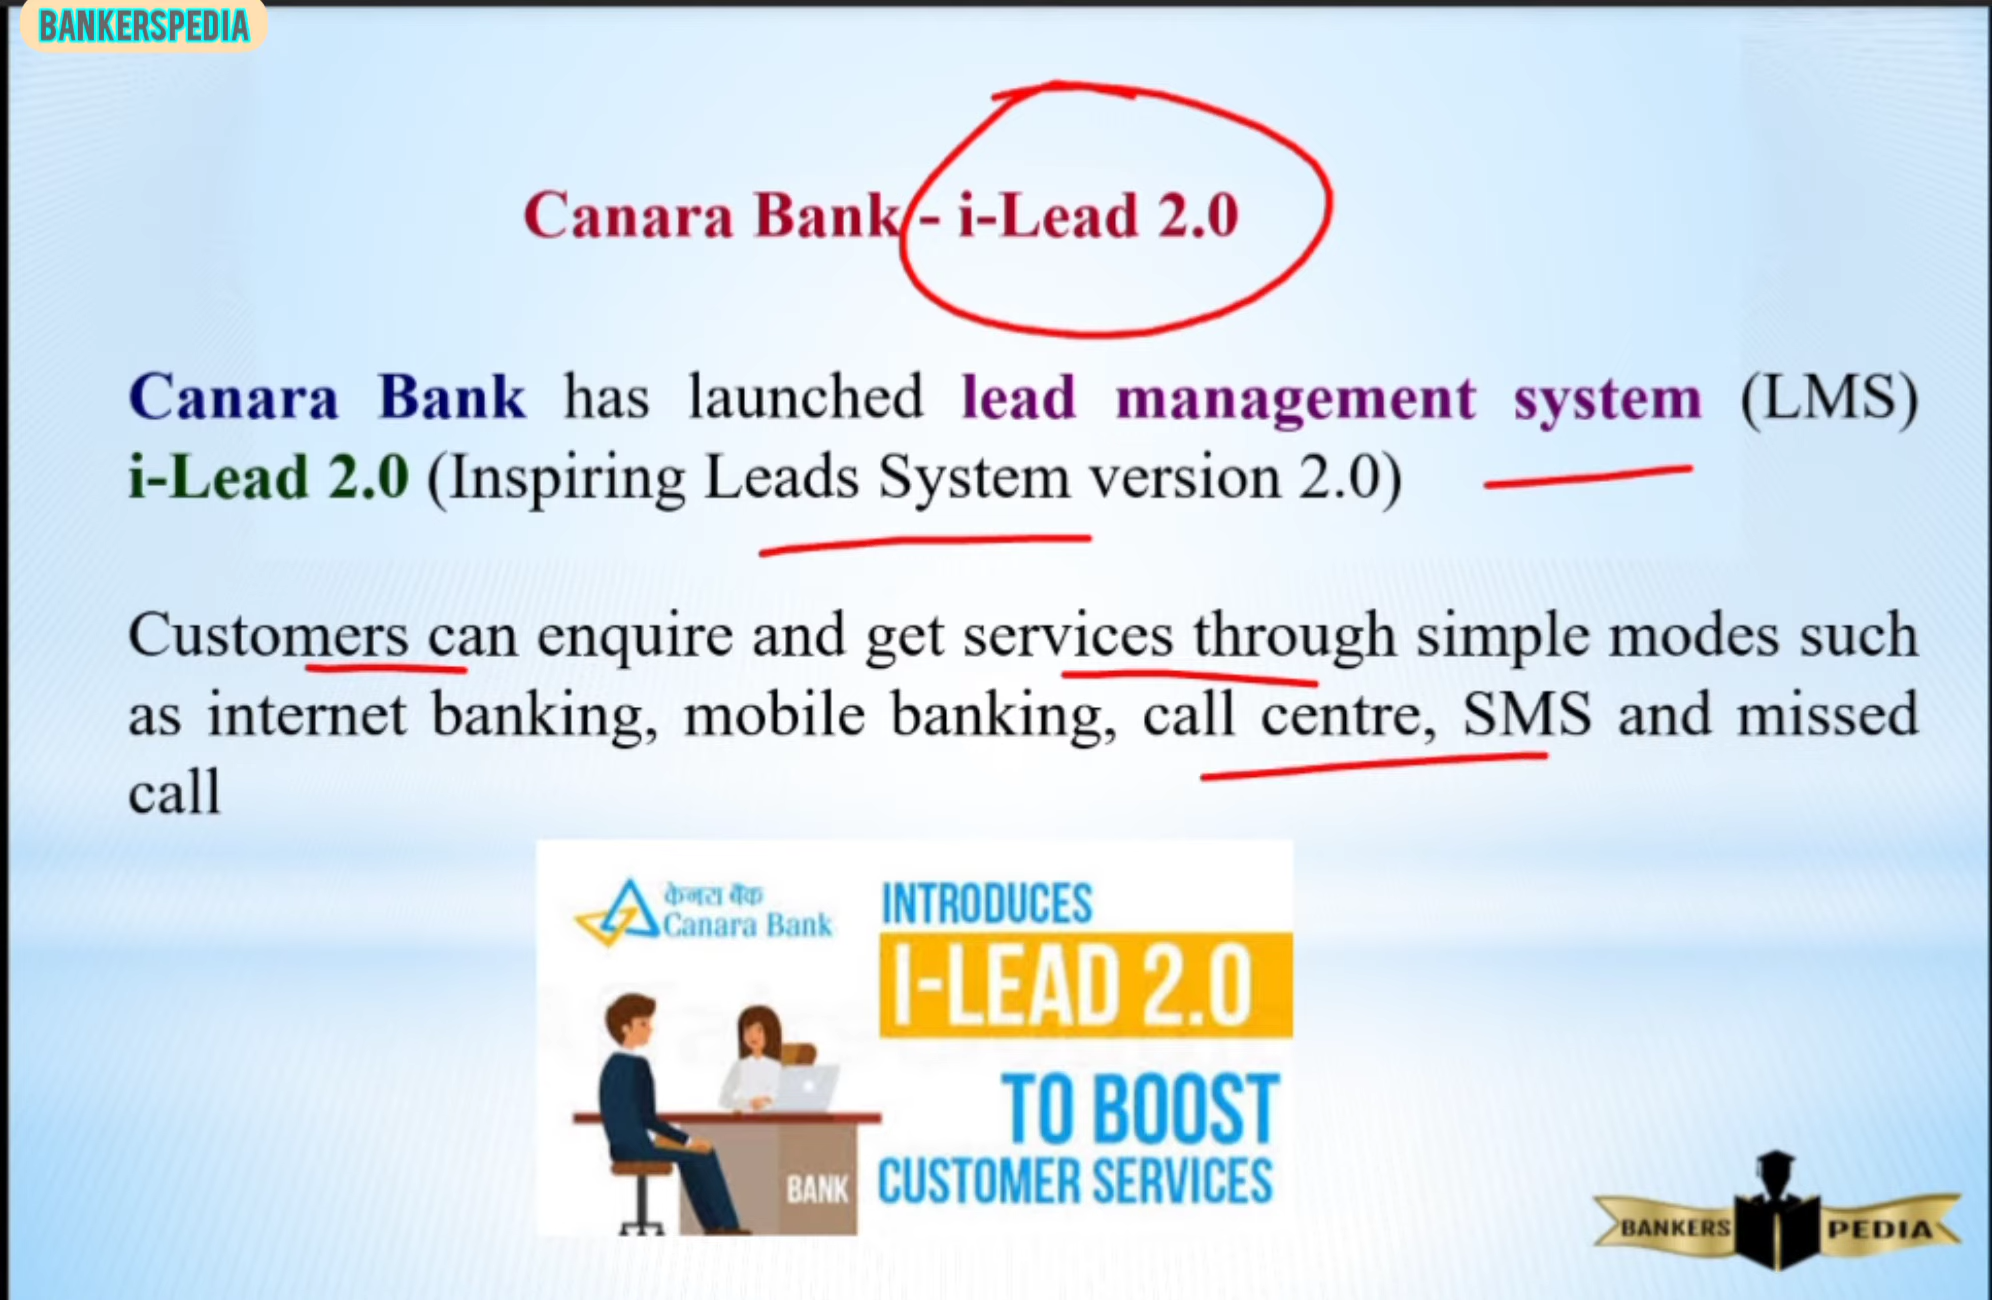 BANKERSPEDIA
Canara Bank - i-Lead 2.0
Canara Bank has launched lead management system (LMS)
i-Lead 2.0 (Inspiring Leads System version 2.0)
Customers can enquire and get services through simple modes such
as internet banking, mobile banking, call centre, SMS and missed
call
केनरा बैंक
Canara Bank
INTRODUCES
I-LEAD 2.0
TO BOOST
CUSTOMER SERVICES
BANK
BANKERS PEDIA